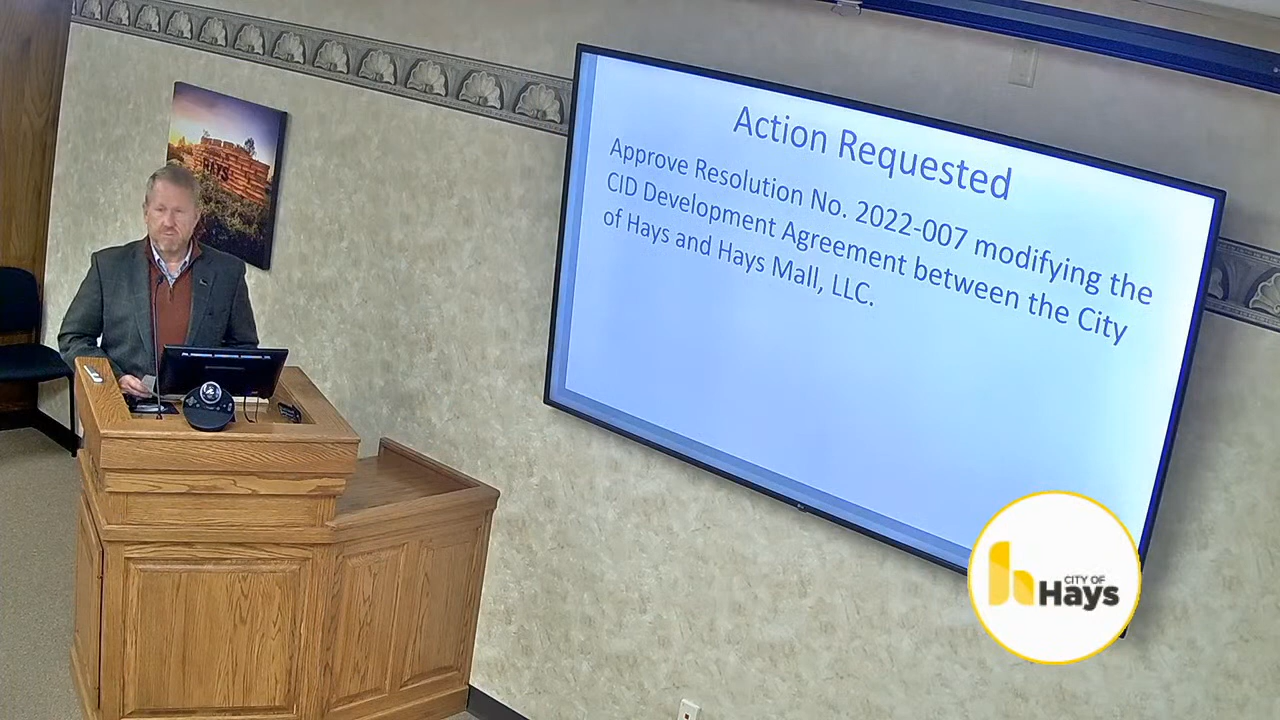 HAYS
Action Requested
Approve Resolution No. 2022-007 modifying the
CID Development Agreement between the City
of Hays and Hays Mall, LLC.
CITY OF
Hays